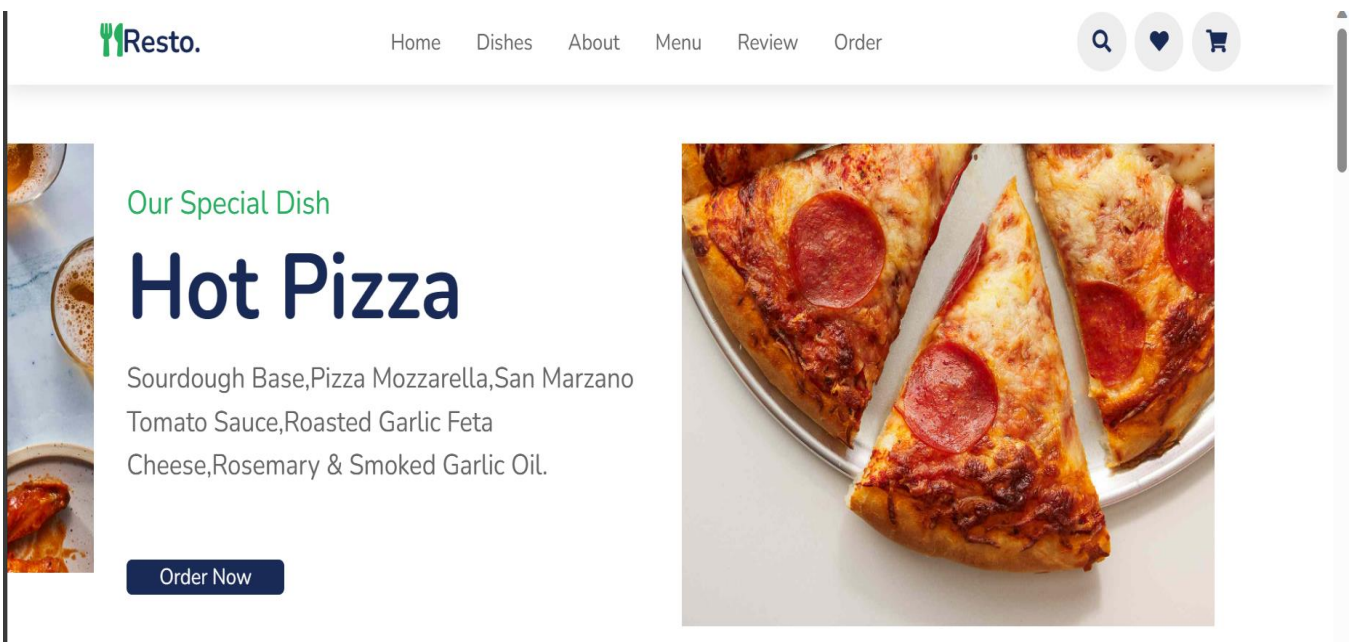 Resto.
Home Dishes About Menu Review Order
Our Special Dish
Hot Pizza
Sourdough Base,Pizza Mozzarella,San Marzano
Tomato Sauce,Roasted Garlic Feta
Cheese,Rosemary & Smoked Garlic Oil.
Order Now